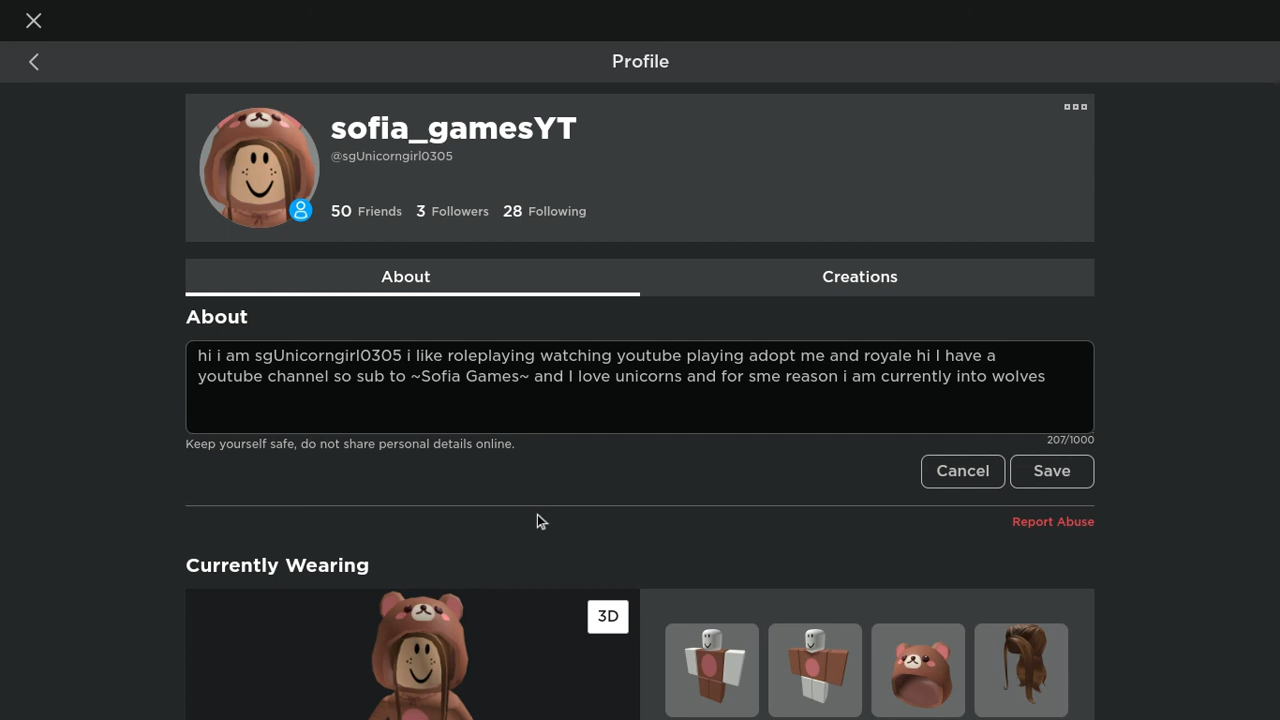 Profile
sofia_gamesYT
@sgUnicorngirl0305
50 Friends 3 Followers 28 Following
About Creations
About
hi i am sgUnicorngirl0305 i like roleplaying watching youtube playing adopt me and royale hi I have a
youtube channel so sub to ~Sofia Games~ and I love unicorns and for sme reason i am currently into wolves
Keep yourself safe, do not share personal details online. 207/1000
Cancel Save
Report Abuse
Currently Wearing
3D